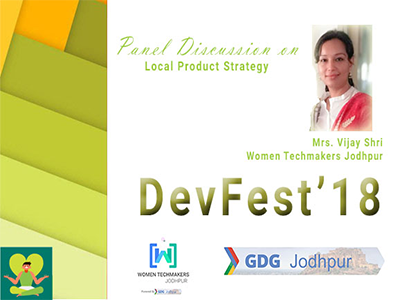 Panel Discussion on
Local Product Strategy
Mrs. Vijay Shri
Women Techmakers Jodhpur
DevFest'18
WOMEN TECHMAKERS
JODHPUR
GDG Jodhpur